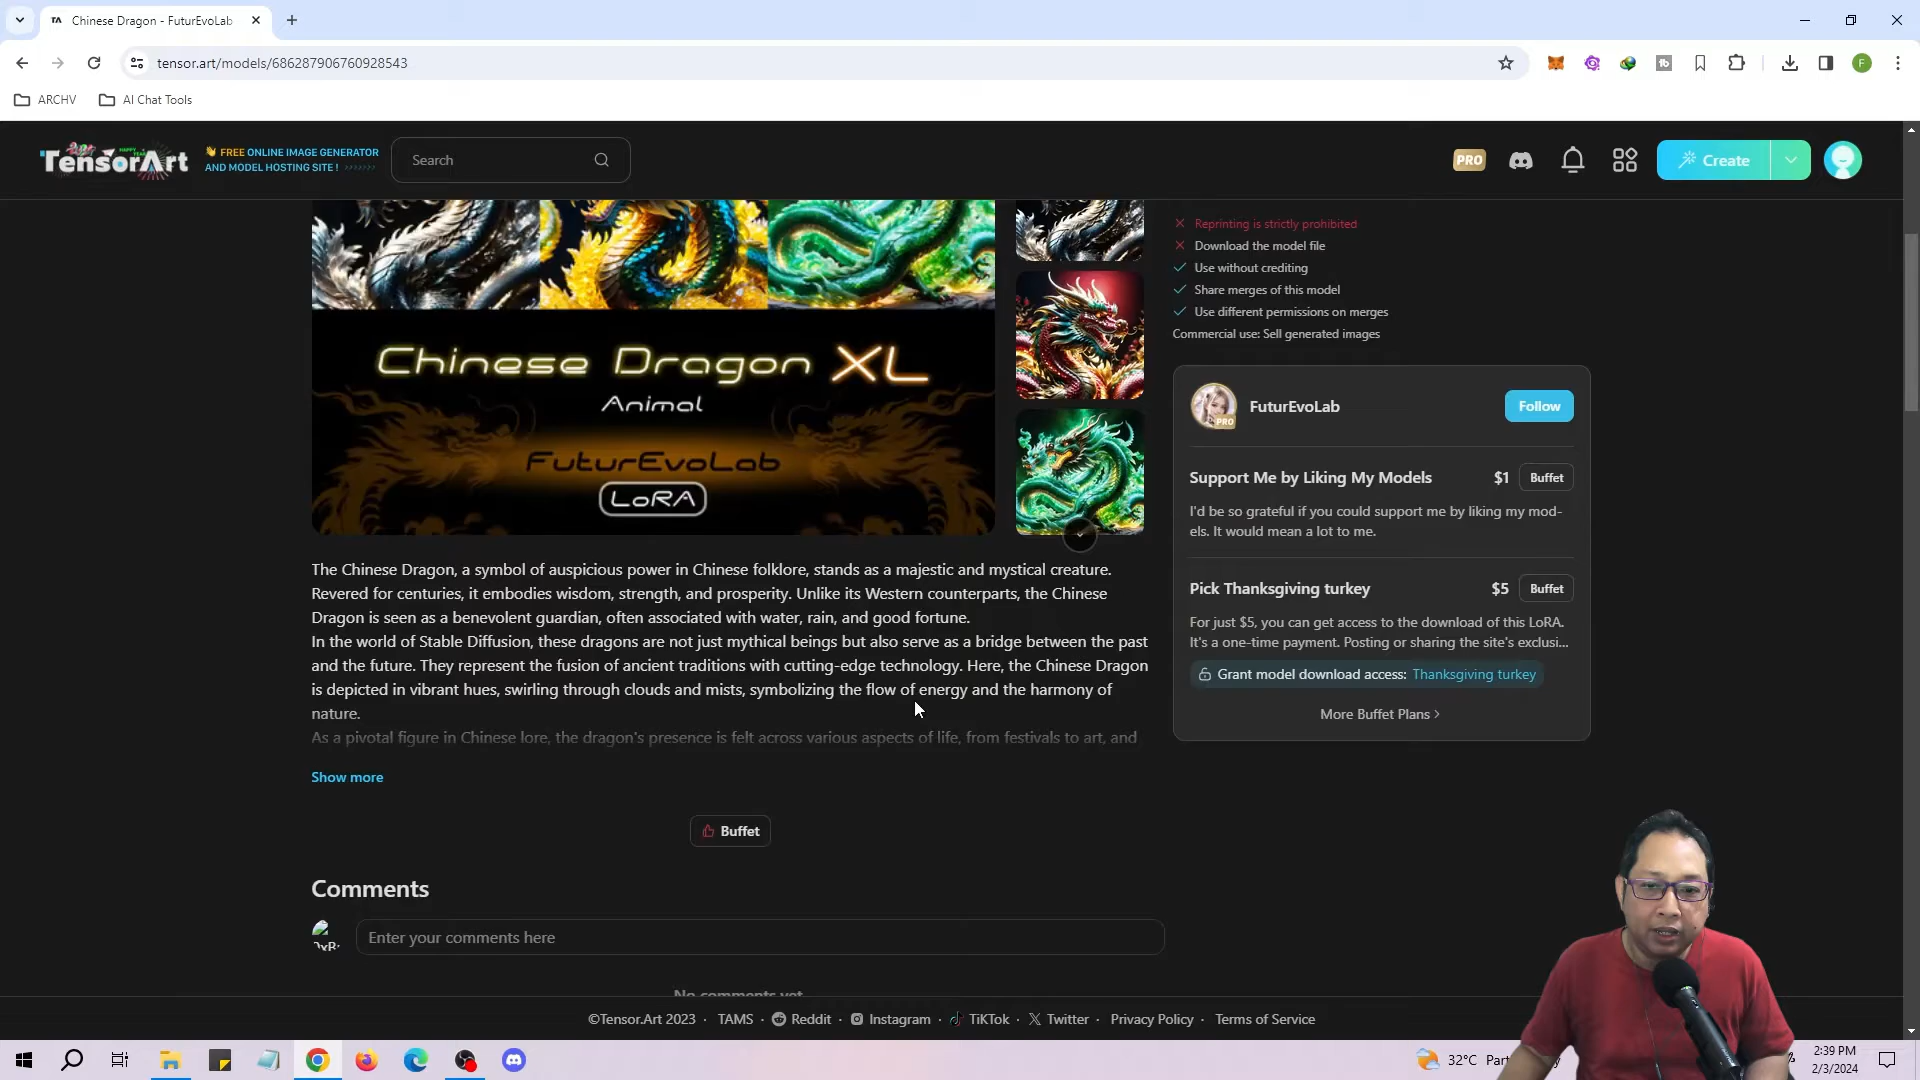 Chinese Dragon - FuturEvoLab
tensor.art/models/686287906760928543
ARCHV
AI Chat Tools
TensorArt
FREE ONLINE IMAGE GENERATOR
AND MODEL HOSTING SITE !
Search
PRO
Create
Reprinting is strictly prohibited
Download the model file
Use without crediting
Share merges of this model
Use different permissions on merges
Commercial use: Sell generated images
Chinese Dragon XL
Animal
FuturEvoLab
LoRA
PRO
FuturEvoLab
Follow
Support Me by Liking My Models
$1
Buffet
I'd be so grateful if you could support me by liking my mod-
els. It would mean a lot to me.
Pick Thanksgiving turkey
$5
Buffet
For just $5, you can get access to the download of this LoRA.
It's a one-time payment. Posting or sharing the site's exclusi...
Grant model download access: Thanksgiving turkey
More Buffet Plans
The Chinese Dragon, a symbol of auspicious power in Chinese folklore, stands as a majestic and mystical creature.
Revered for centuries, it embodies wisdom, strength, and prosperity. Unlike its Western counterparts, the Chinese
Dragon is seen as a benevolent guardian, often associated with water, rain, and good fortune.
In the world of Stable Diffusion, these dragons are not just mythical beings but also serve as a bridge between the past
and the future. They represent the fusion of ancient traditions with cutting-edge technology. Here, the Chinese Dragon
is depicted in vibrant hues, swirling through clouds and mists, symbolizing the flow of energy and the harmony of
nature.
As a pivotal figure in Chinese lore, the dragon's presence is felt across various aspects of life, from festivals to art, and
Show more
Buffet
Comments
Enter your comments here
No comments yet
©Tensor.Art 2023 · TAMS · Reddit · Instagram · TikTok · Twitter · Privacy Policy · Terms of Service
32°C
2:39 PM
2/3/2024